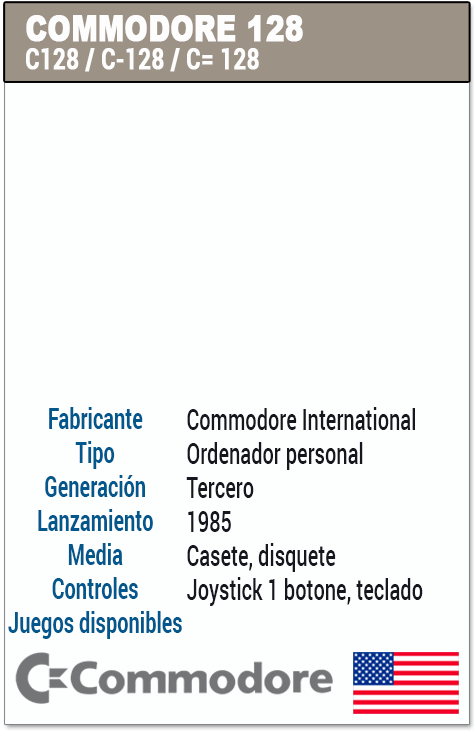 COMMODORE 128
C128 / C-128 / C= 128
Fabricante Commodore International
Tipo Ordenador personal
Generación Tercero
Lanzamiento 1985
Media Casete, disquete
Controles Joystick 1 botone, teclado
Juegos disponibles
Commodore